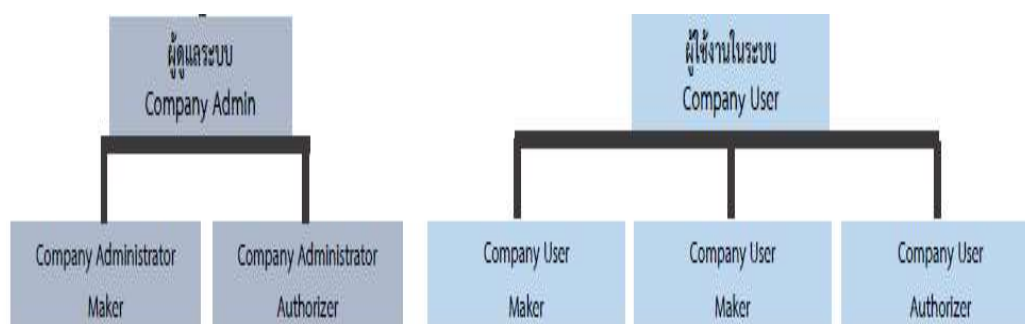 ผู้ดูแลระบบ
Company Admin
ผู้ใช้งานในระบบ
Company User
Company Administrator
Maker
Company Administrator
Authorizer
Company User
Maker
Company User
Maker
Company User
Authorizer